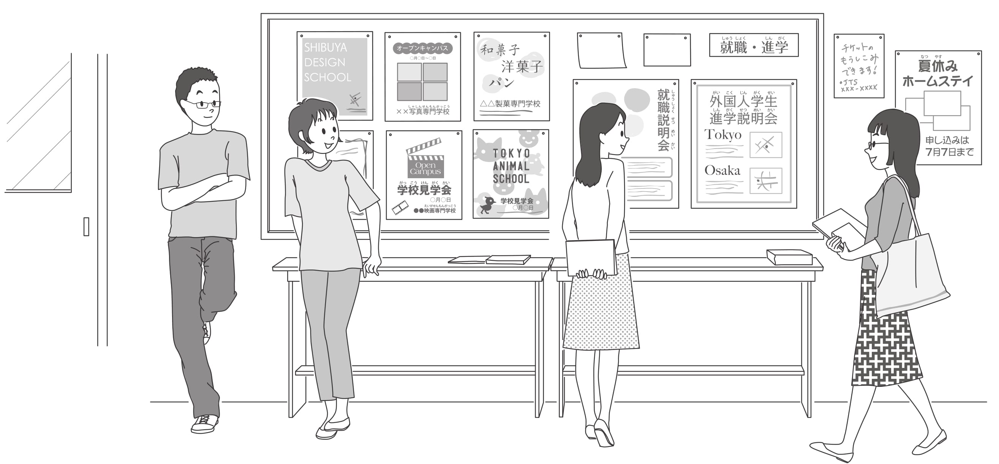 SHIBUYA
DESIGN
SCHOOL
オープンキャンパス
○月○日~○日
しゃしんせんもんがっこう
××写真専門学校
和菓子
洋菓子
パン
△△製菓専門学校
しゅうしょく しんがく
就職・進学
チケットの
もうしこみ
できます!
•JTS
xxx-xxxx
なつ やす
夏休み
ホームステイ
申し込みは
7月7日まで
Open
Campus
がっこうけんがくかい
学校見学会
○月○日
えいがせんもんがっこう
●●映画専門学校
TOKYO
ANIMAL
SCHOOL
学校見学会
○月○日
就職説明会
しゅうしょくせつめいかい
がいこくじんがくせい
外国人学生
しんがくせつめいかい
進学説明会
Tokyo
Osaka